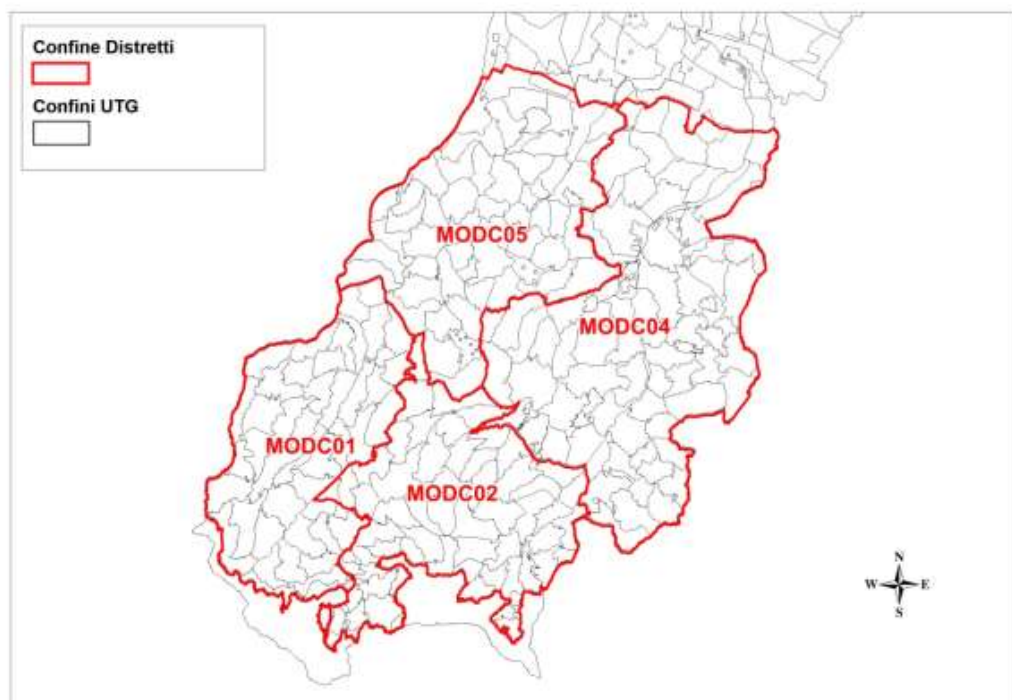 Confine Distretti
Confini UTG
MODC05
MODC04
MODC01
MODC02
N
W E
S